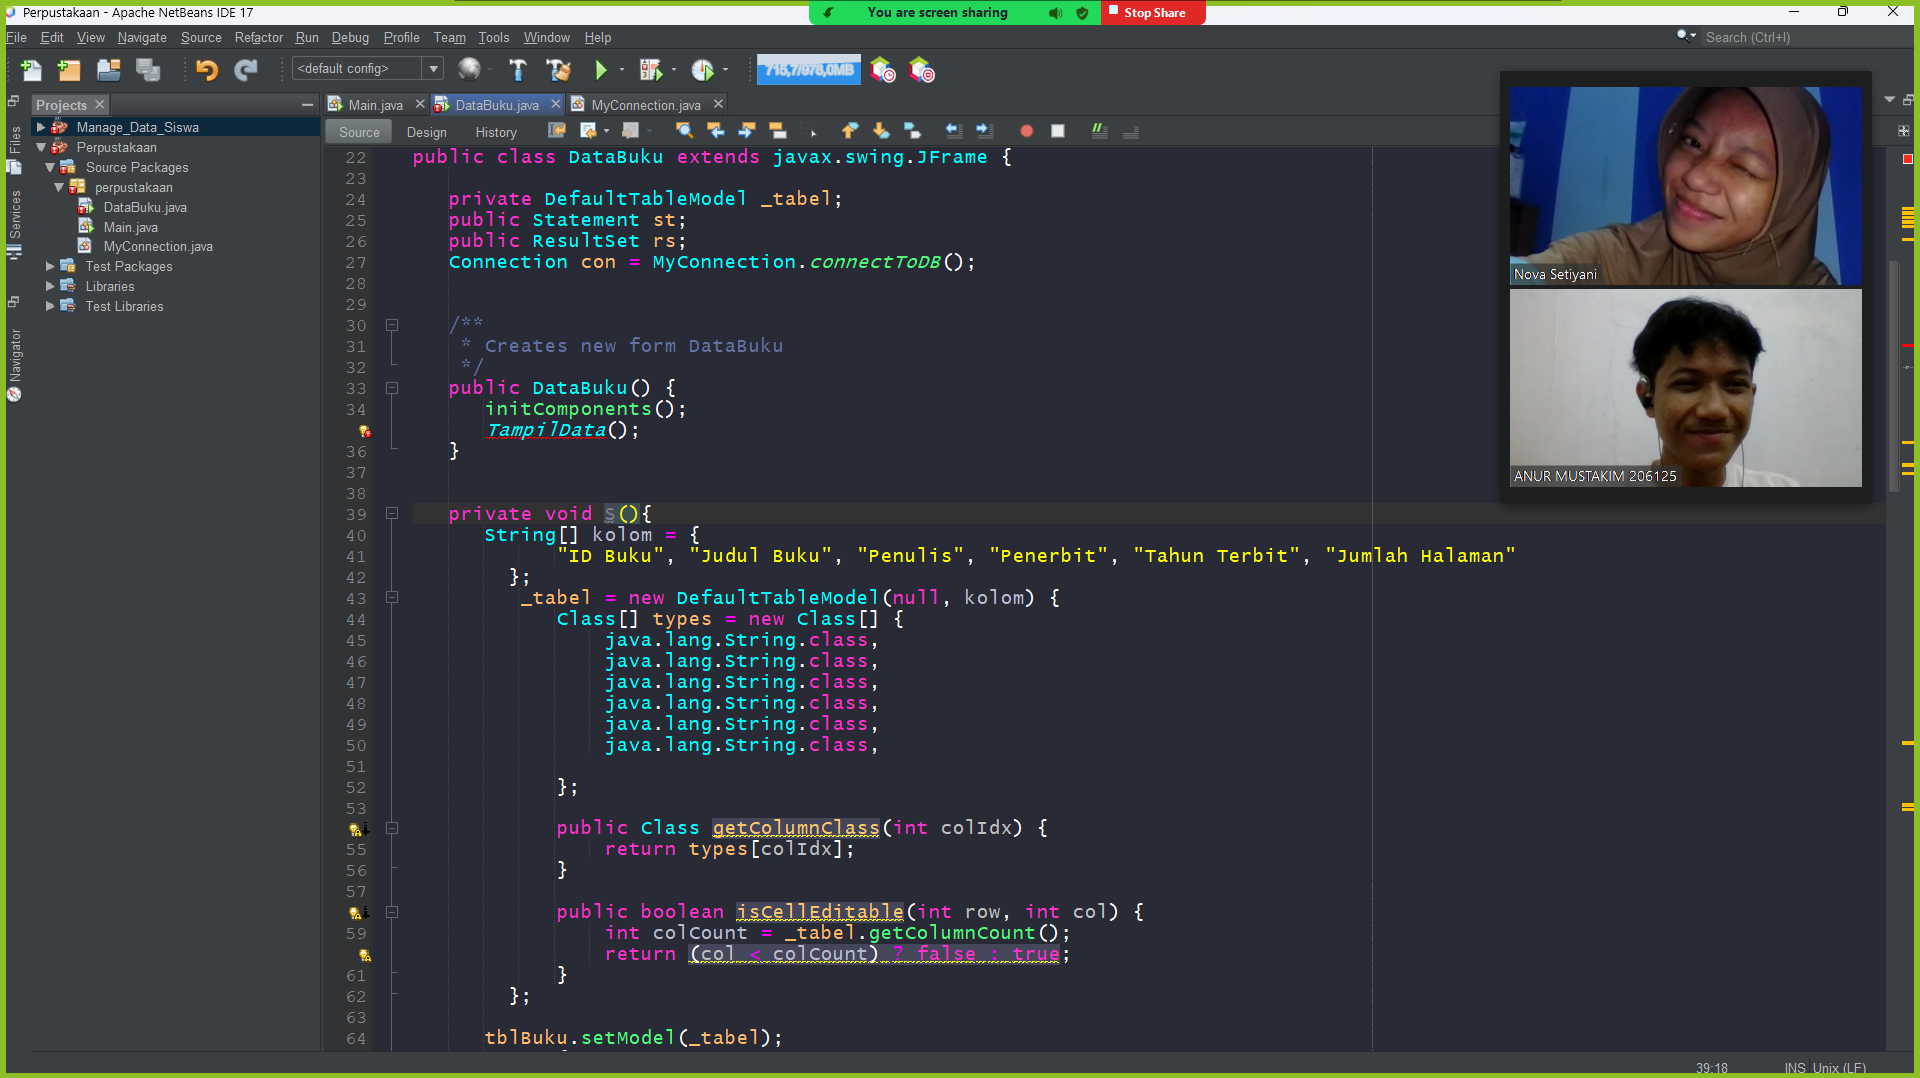 Perpustakaan - Apache NetBeans IDE 17
You are screen sharing
Stop Share
File Edit View Navigate Source Refactor Run Debug Profile Team Tools Window Help
Search (Ctrl+I)
<default config>
715,7/978,0MB
Projects
Main.java
DataBuku.java
MyConnection.java
Source Design History
Files
Services
Navigator
Manage_Data_Siswa
Perpustakaan
Source Packages
perpustakaan
DataBuku.java
Main.java
MyConnection.java
Test Packages
Libraries
Test Libraries
22 public class DataBuku extends javax.swing.JFrame {
23
24 private DefaultTableModel _tabel;
25 public Statement st;
26 public ResultSet rs;
27 Connection con = MyConnection.connectToDB();
28
29
30 /**
31 * Creates new form DataBuku
32 */
33 public DataBuku() {
34 initComponents();
TampilData();
36 }
37
38
39 private void S(){
40 String[] kolom = {
41 "ID Buku", "Judul Buku", "Penulis", "Penerbit", "Tahun Terbit", "Jumlah Halaman"
42 };
43 _tabel = new DefaultTableModel(null, kolom) {
44 Class[] types = new Class[] {
45 java.lang.String.class,
46 java.lang.String.class,
47 java.lang.String.class,
48 java.lang.String.class,
49 java.lang.String.class,
50 java.lang.String.class,
51
52 };
53
public Class getColumnClass(int colIdx) {
55 return types[colIdx];
56 }
57
public boolean isCellEditable(int row, int col) {
59 int colCount = _tabel.getColumnCount();
return (col < colCount) ? false : true;
61 }
62 };
63
64 tblBuku.setModel(_tabel);
Nova Setiyani
ANUR MUSTAKIM 206125
39:18 INS Unix (LF)